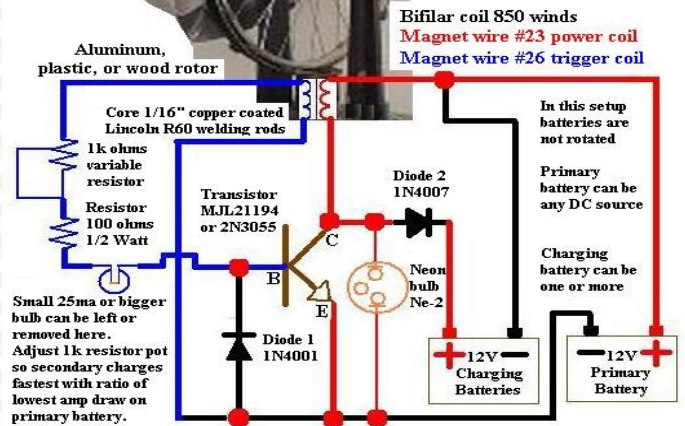 Bifilar coil 850 winds
Magnet wire #23 power coil
Magnet wire #26 trigger coil
Aluminum,
plastic, or wood rotor
Core 1/16" copper coated
Lincoln R60 welding rods
1k ohms
variable
resistor
Resistor
100 ohms
1/2 Watt
Transistor
MJL21194
or 2N3055
Diode 2
1N4007
In this setup
batteries are
not rotated
Primary
battery can be
any DC source
Charging
battery can be
one or more
C
B
E
Neon
bulb
Ne-2
Small 25ma or bigger
bulb can be left or
removed here.
Adjust 1k resistor pot
so secondary charges
fastest with ratio of
lowest amp draw on
primary battery.
Diode 1
1N4001
+ 12V −
Charging
Batteries
− 12V +
Primary
Battery